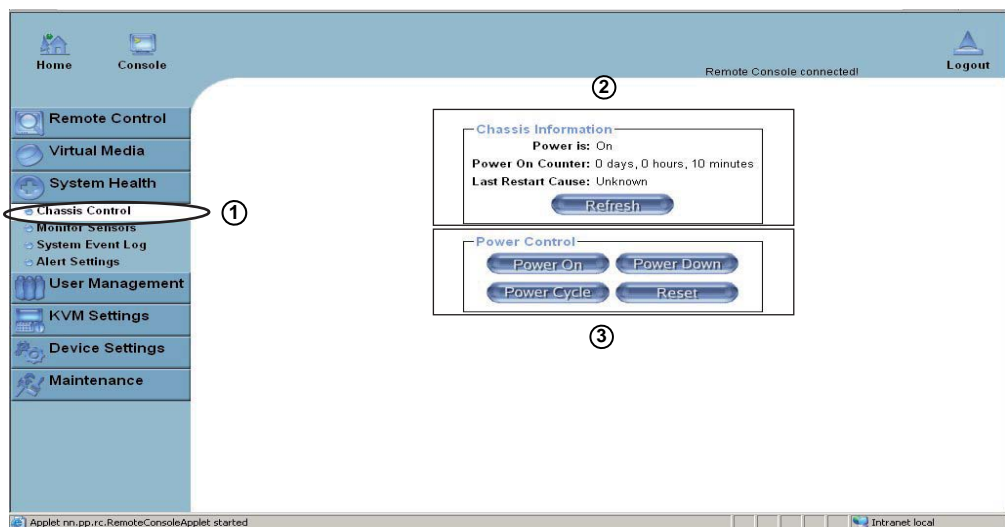 Home
Console
Remote Console connected!
Logout
Remote Control
Virtual Media
System Health
Chassis Control
Monitor Sensors
System Event Log
Alert Settings
User Management
KVM Settings
Device Settings
Maintenance
1
2
Chassis Information
Power is: On
Power On Counter: 0 days, 0 hours, 10 minutes
Last Restart Cause: Unknown
Refresh
Power Control
Power On
Power Down
Power Cycle
Reset
3
Applet nn.pp.rc.RemoteConsoleApplet started
Intranet local